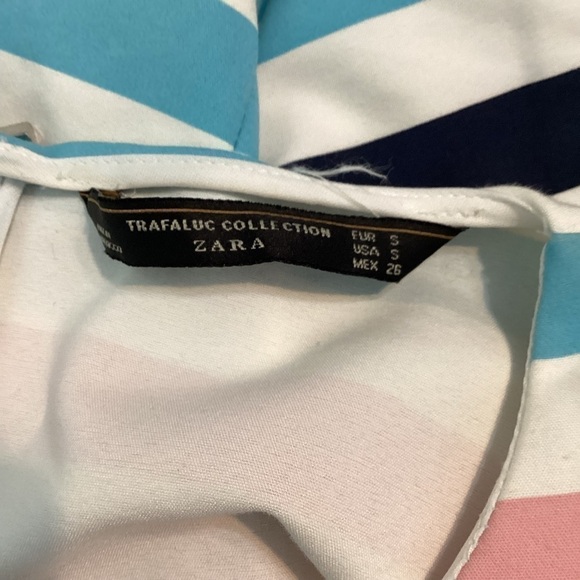 TRAFALUC COLLECTION
ZARA
EUR S
USA S
MEX 26